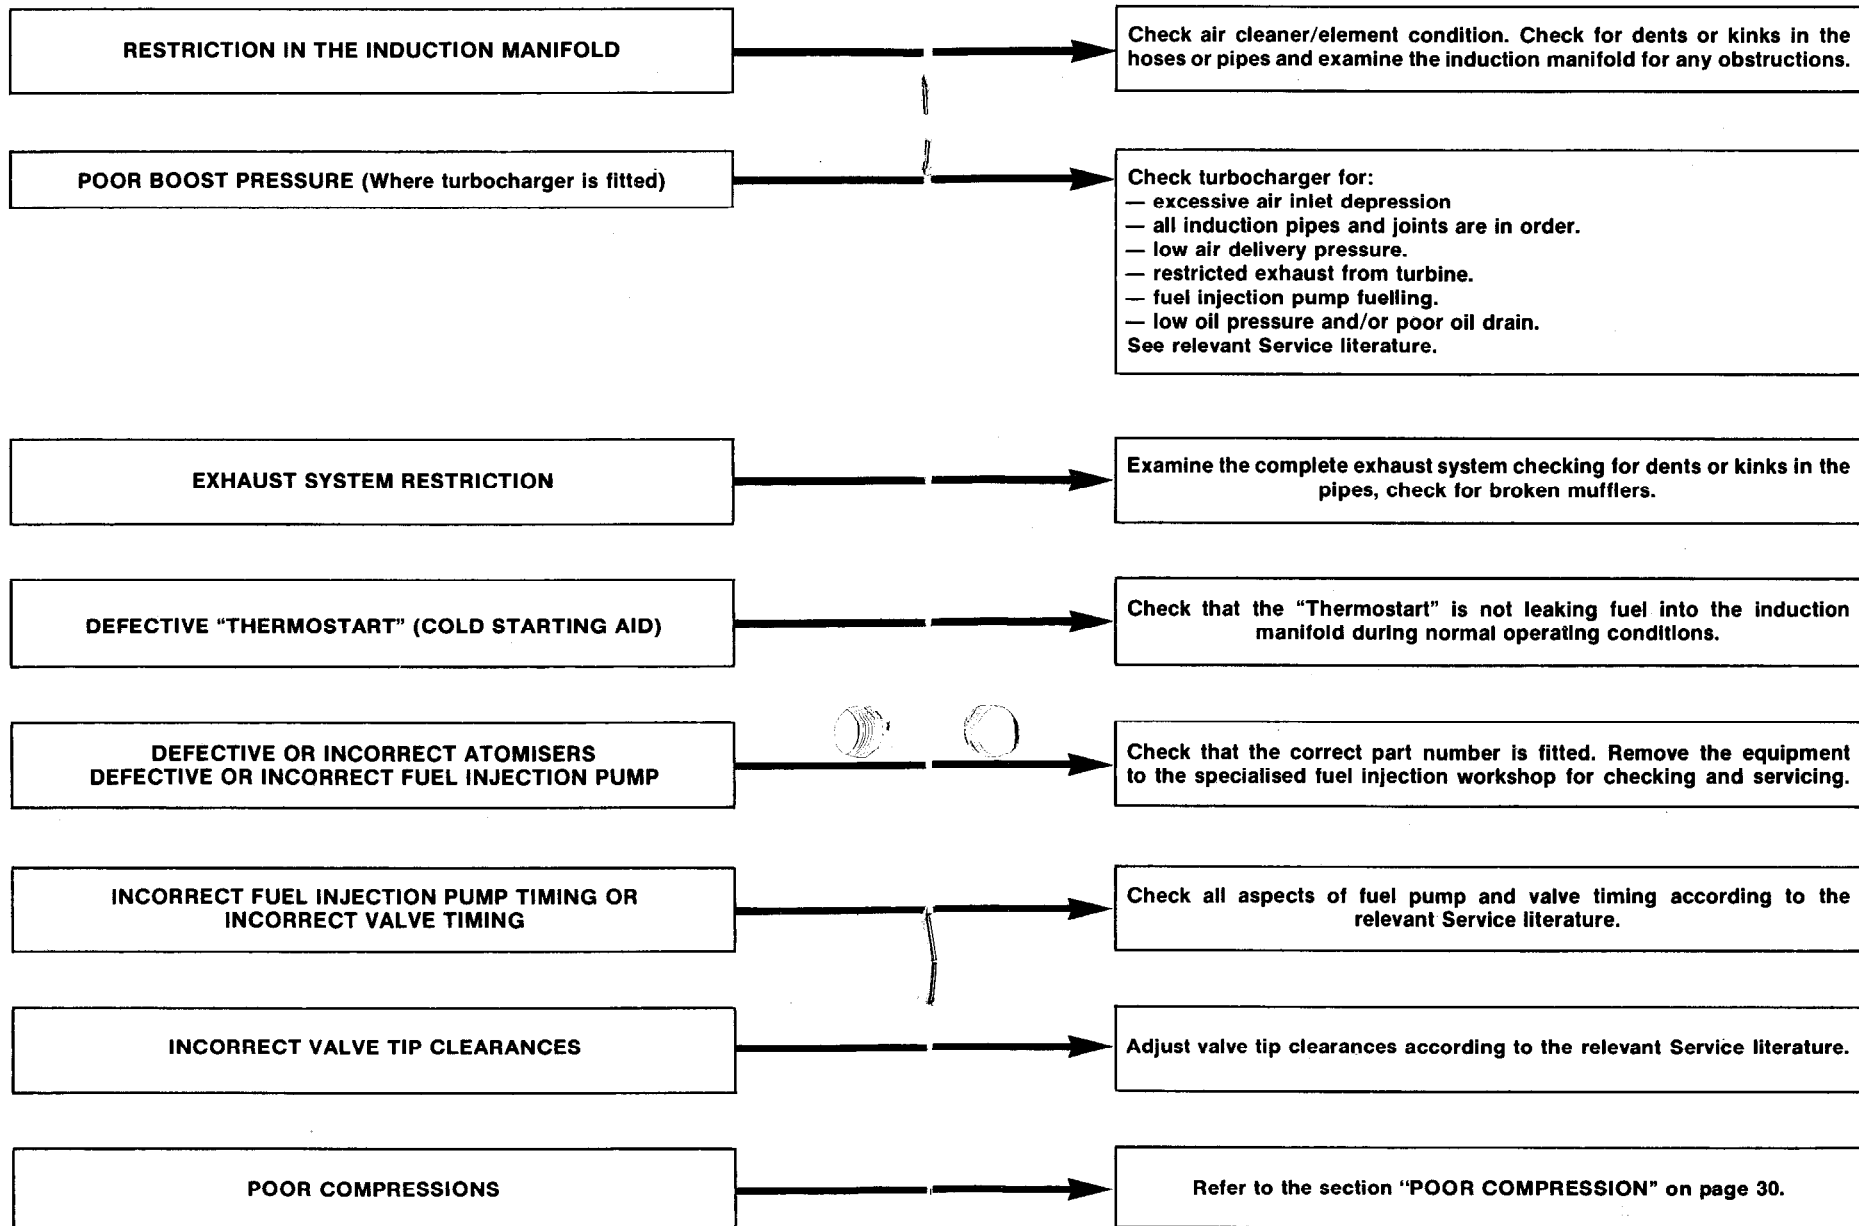 RESTRICTION IN THE INDUCTION MANIFOLD
Check air cleaner/element condition. Check for dents or kinks in the
hoses or pipes and examine the induction manifold for any obstructions.
POOR BOOST PRESSURE (Where turbocharger is fitted)
Check turbocharger for:
— excessive air inlet depression
— all induction pipes and joints are in order.
— low air delivery pressure.
— restricted exhaust from turbine.
— fuel injection pump fuelling.
— low oil pressure and/or poor oil drain.
See relevant Service literature.
EXHAUST SYSTEM RESTRICTION
Examine the complete exhaust system checking for dents or kinks in the
pipes, check for broken mufflers.
DEFECTIVE “THERMOSTART” (COLD STARTING AID)
Check that the “Thermostart” is not leaking fuel into the induction
manifold during normal operating conditions.
DEFECTIVE OR INCORRECT ATOMISERS
DEFECTIVE OR INCORRECT FUEL INJECTION PUMP
Check that the correct part number is fitted. Remove the equipment
to the specialised fuel injection workshop for checking and servicing.
INCORRECT FUEL INJECTION PUMP TIMING OR
INCORRECT VALVE TIMING
Check all aspects of fuel pump and valve timing according to the
relevant Service literature.
INCORRECT VALVE TIP CLEARANCES
Adjust valve tip clearances according to the relevant Service literature.
POOR COMPRESSIONS
Refer to the section “POOR COMPRESSION” on page 30.